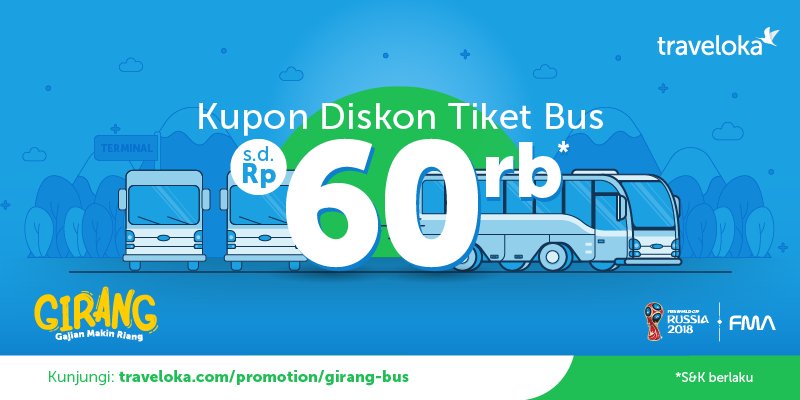 traveloka
Kupon Diskon Tiket Bus
s.d.
Rp 60rb*
TERMINAL
GIRANG
Gajian Makin Riang
FIFA WORLD CUP
RUSSIA
2018
FMA
Kunjungi: traveloka.com/promotion/girang-bus
*S&K berlaku